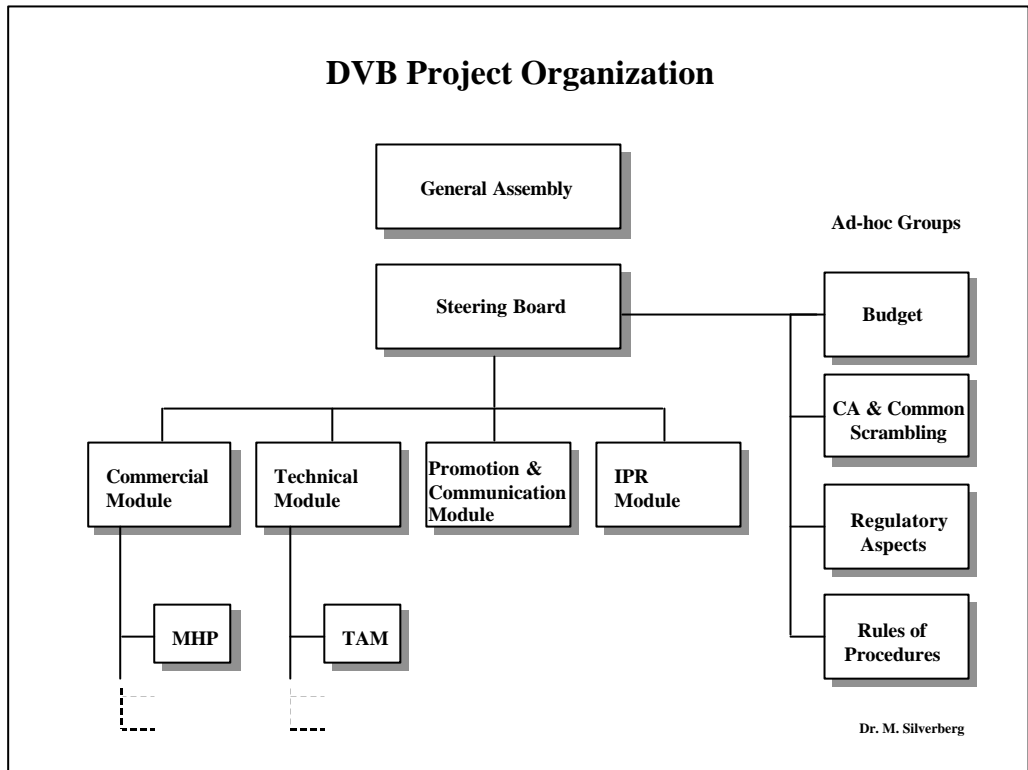 DVB Project Organization
General Assembly
Ad-hoc Groups
Steering Board
Budget
CA & Common
Scrambling
Commercial
Module
Technical
Module
Promotion &
Communication
Module
IPR
Module
Regulatory
Aspects
MHP
TAM
Rules of
Procedures
Dr. M. Silverberg